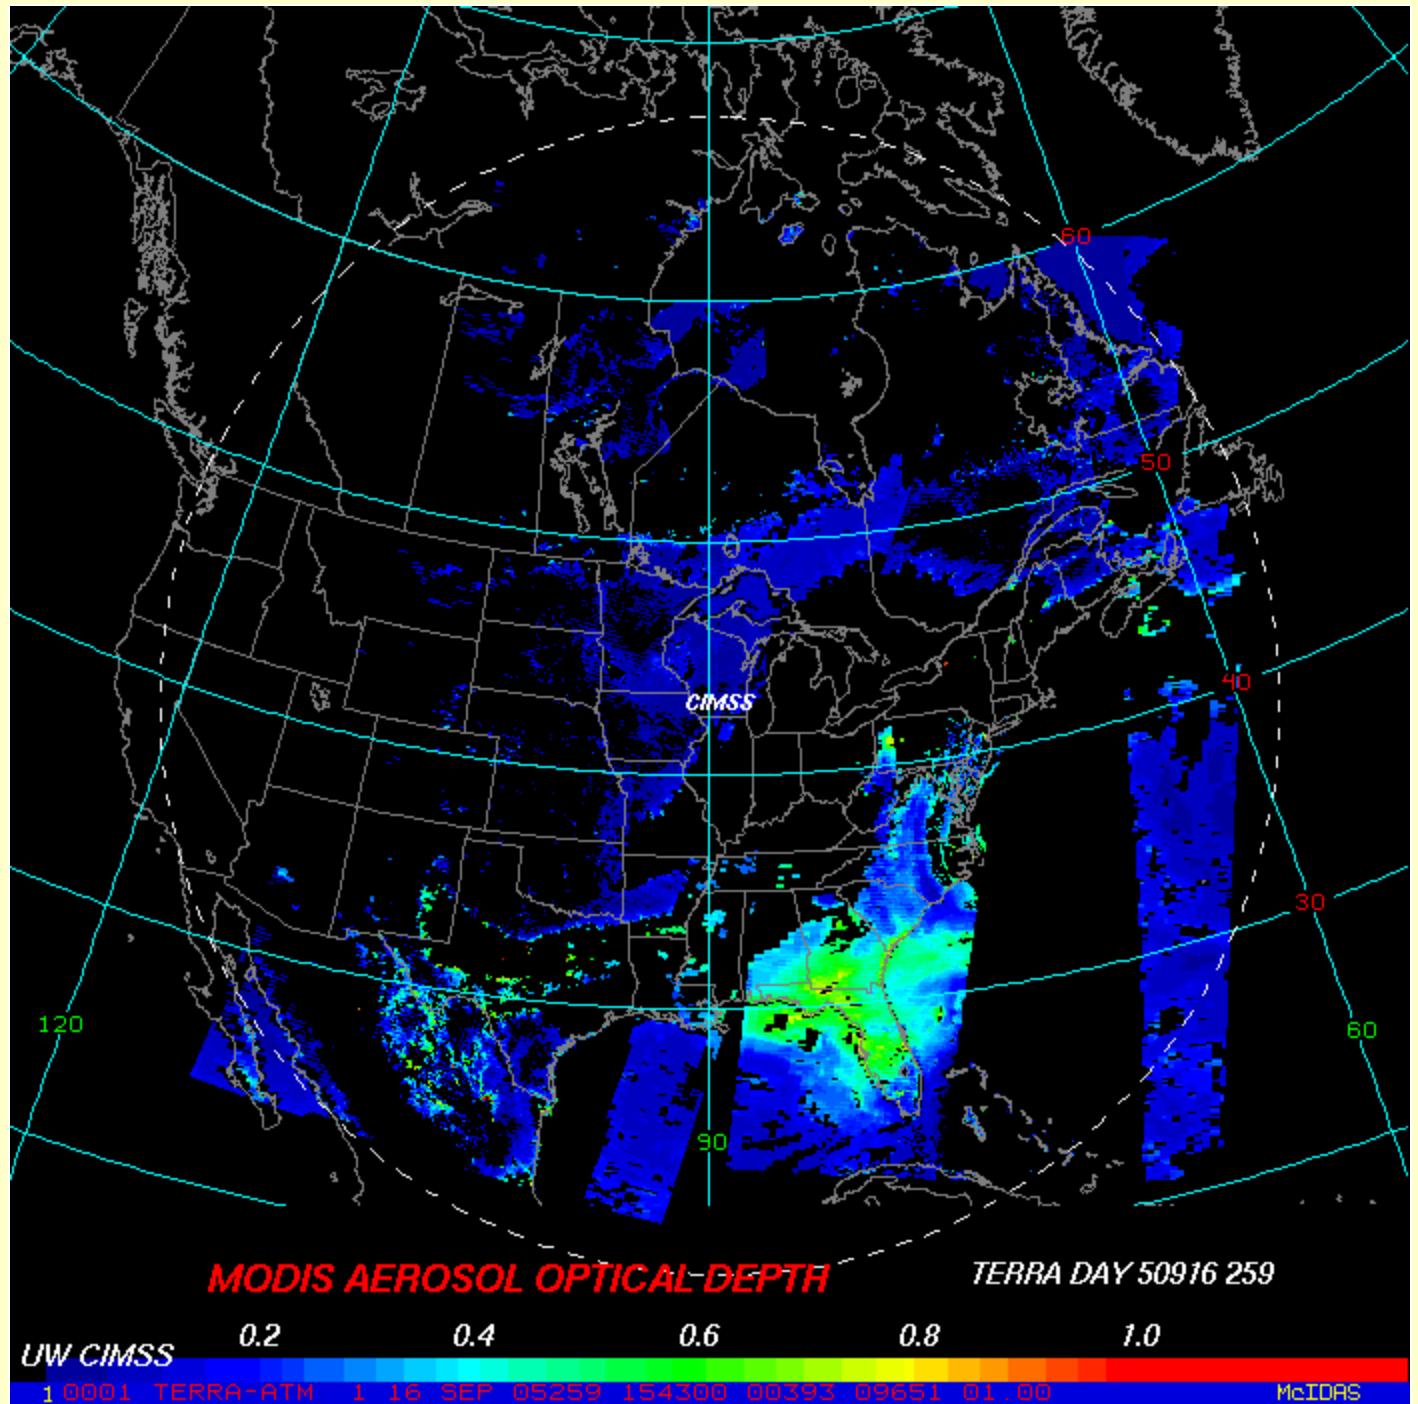 60
50
CIMSS
40
30
120
60
90
MODIS AEROSOL OPTICAL DEPTH
TERRA DAY 50916 259
0.2 0.4 0.6 0.8 1.0
UW CIMSS
1 0001 TERRA-ATM 1 16 SEP 05259 154300 00393 09651 01.00 McIDAS